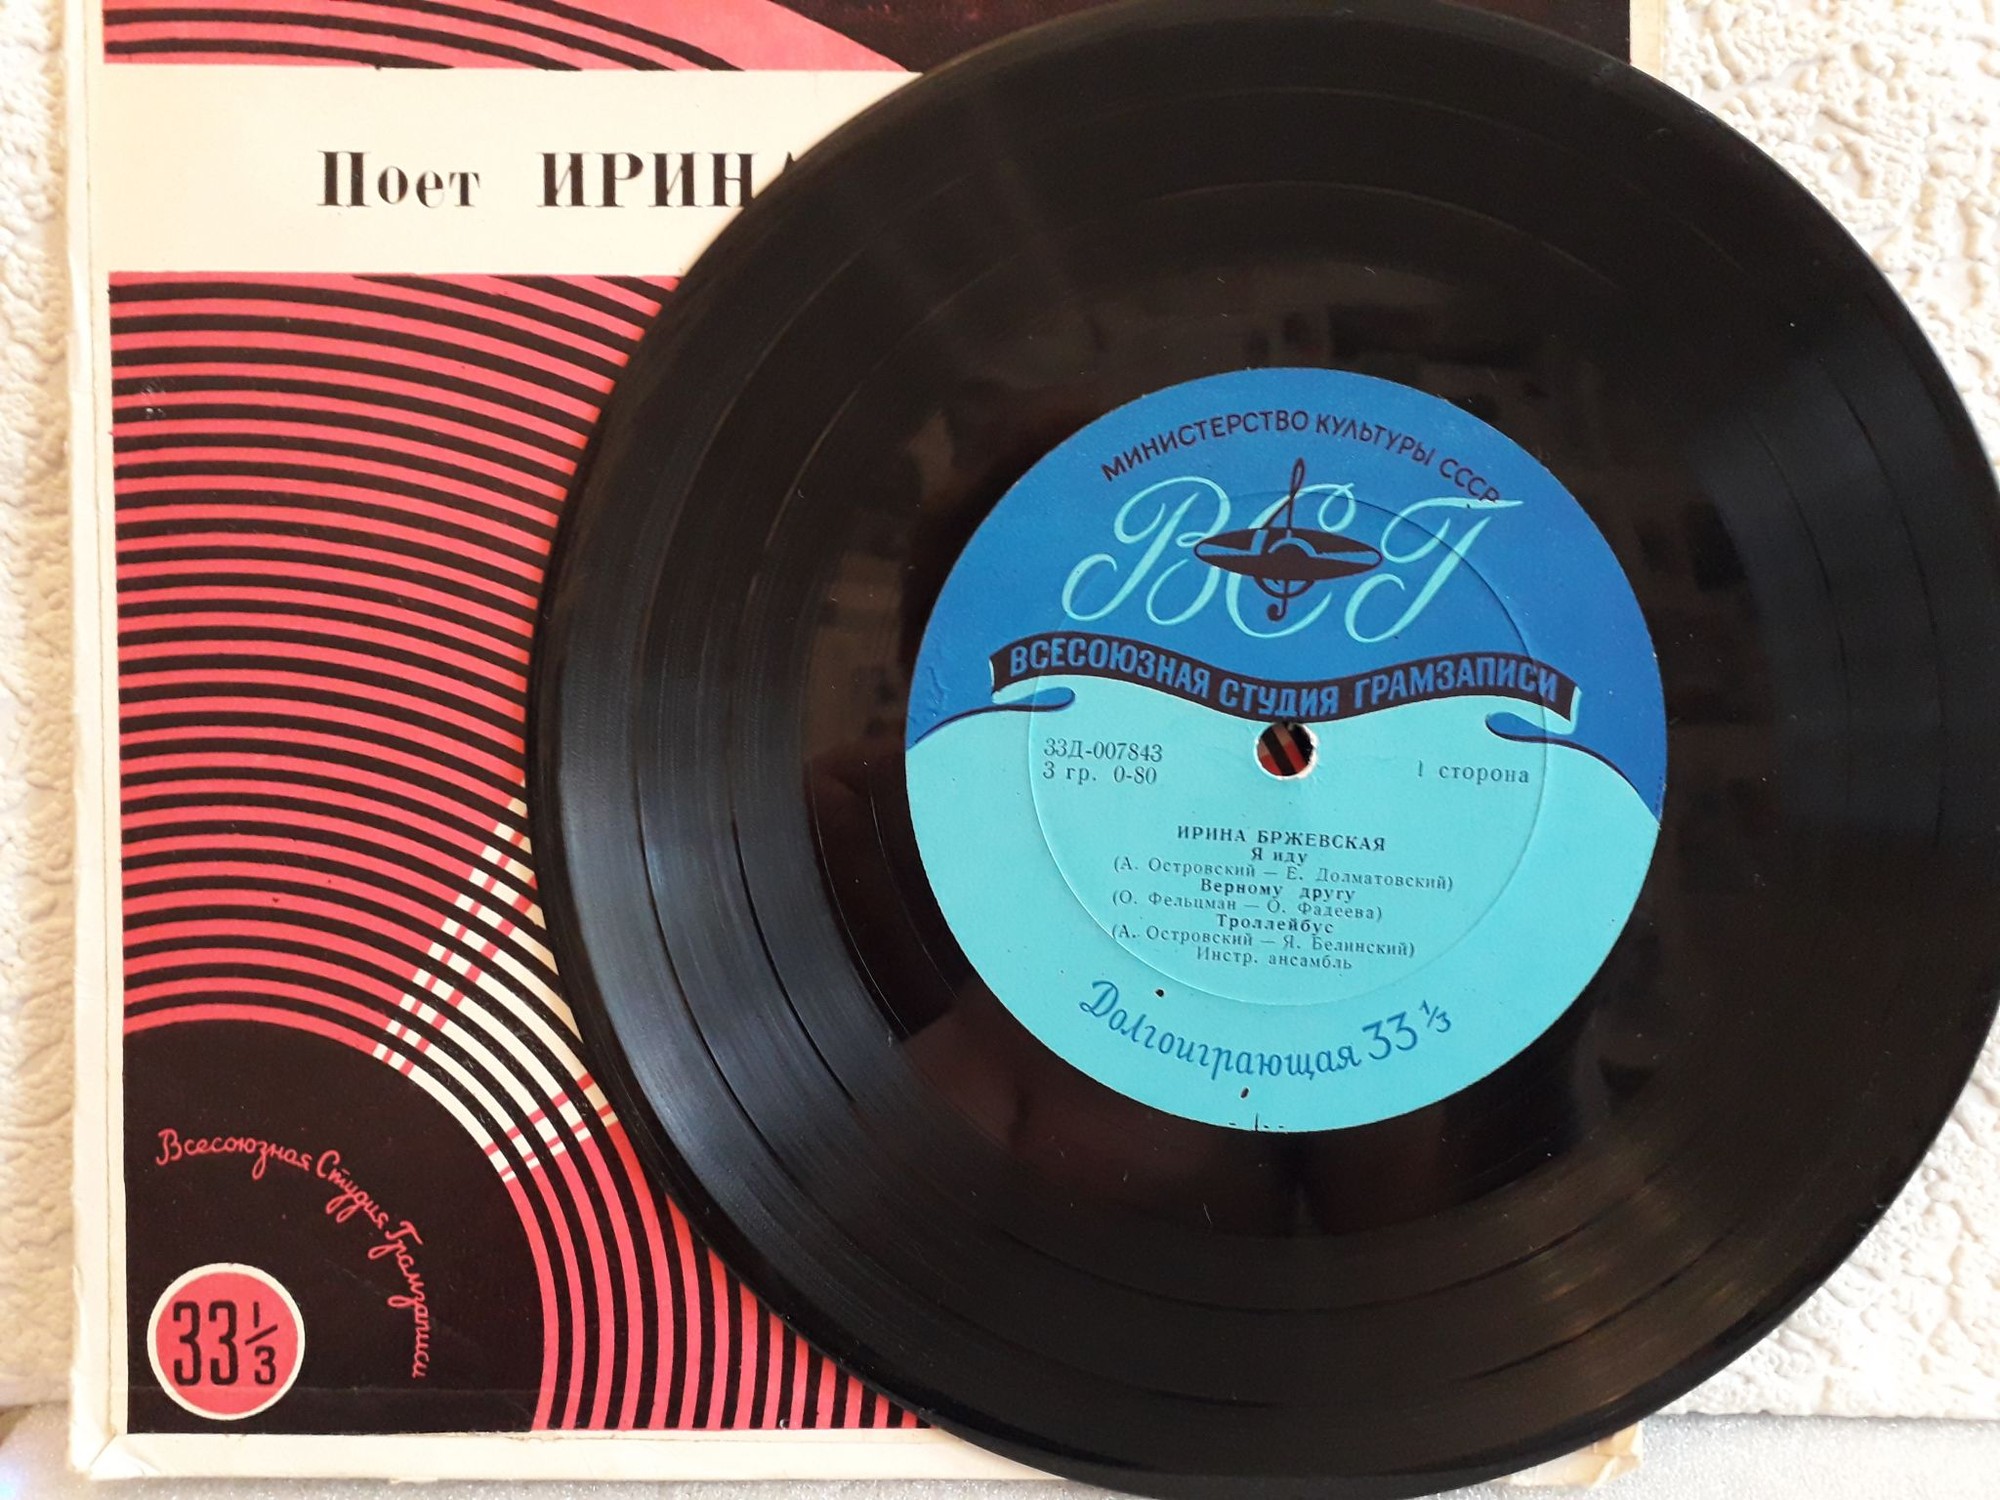 Поет ИРИНА
Всесоюзная Студия Грамзаписи
33 1/3
МИНИСТЕРСТВО КУЛЬТУРЫ СССР
ВСГ
ВСЕСОЮЗНАЯ СТУДИЯ ГРАМЗАПИСИ
33Д-007843
3 гр. 0-80
1 сторона
ИРИНА БРЖЕВСКАЯ
Я иду
(А. Островский — Е. Долматовский)
Верному другу
(О. Фельцман — О. Фадеева)
Троллейбус
(А. Островский — Я. Белинский)
Инстр. ансамбль
Долгоиграющая 33 1/3